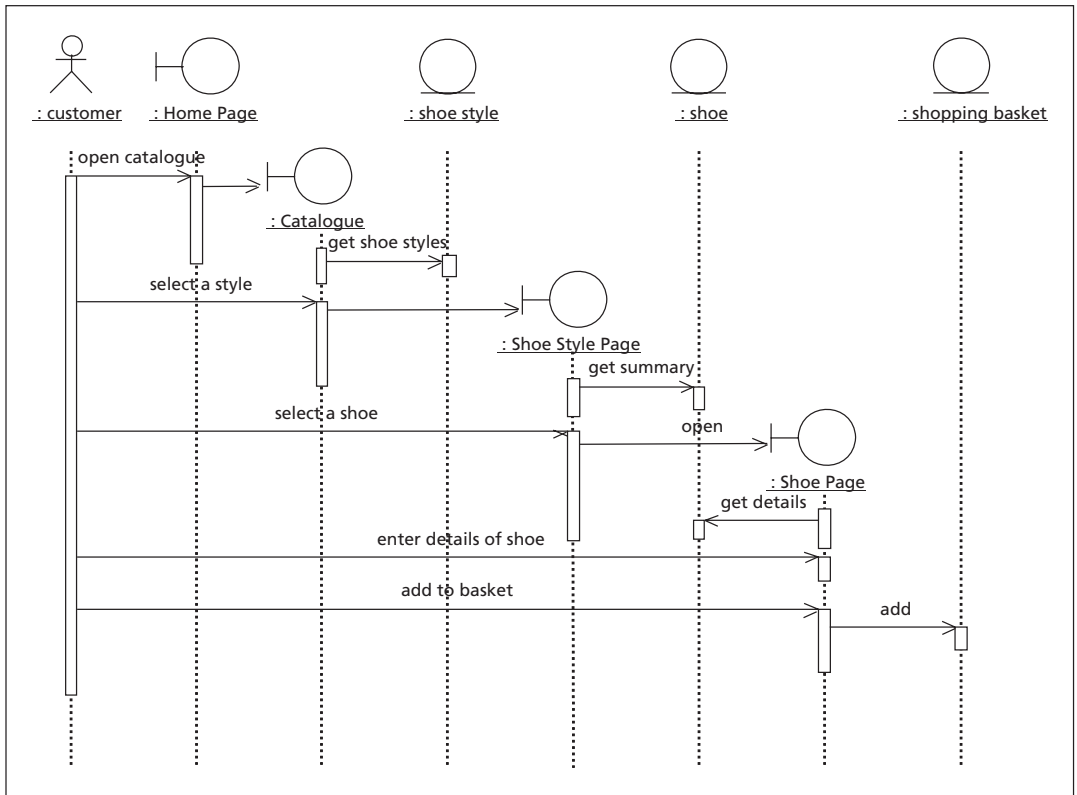 : customer
: Home Page
: shoe style
: shoe
: shopping basket
open catalogue
: Catalogue
get shoe styles
select a style
: Shoe Style Page
get summary
select a shoe
open
: Shoe Page
get details
enter details of shoe
add to basket
add